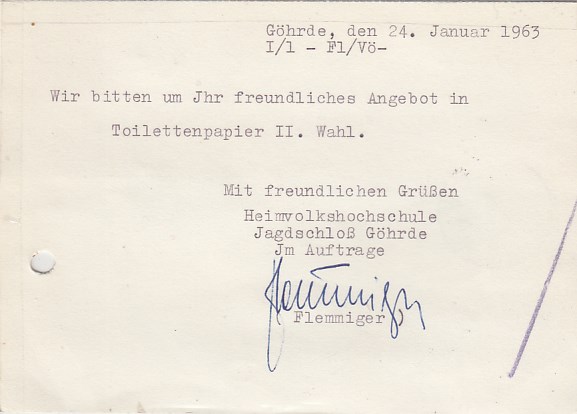 Göhrde, den 24. Januar 1963
I/1 - Fl/Vö-
Wir bitten um Jhr freundliches Angebot in
Toilettenpapier II. Wahl.
Mit freundlichen Grüßen
Heimvolkshochschule
Jagdschloß Göhrde
Jm Auftrage
Flemmiger
Flemmiger